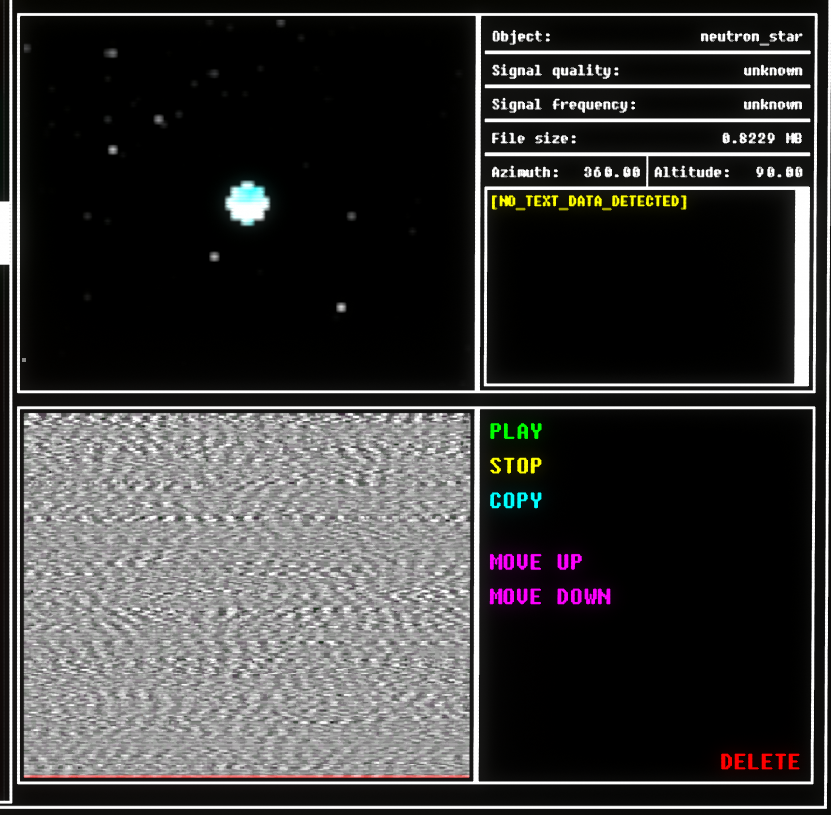 Object: neutron_star
Signal quality: unknown
Signal frequency: unknown
File size: 0.8229 MB
Azimuth: 360.00 Altitude: 90.00
[NO_TEXT_DATA_DETECTED]
PLAY
STOP
COPY
MOVE UP
MOVE DOWN
DELETE